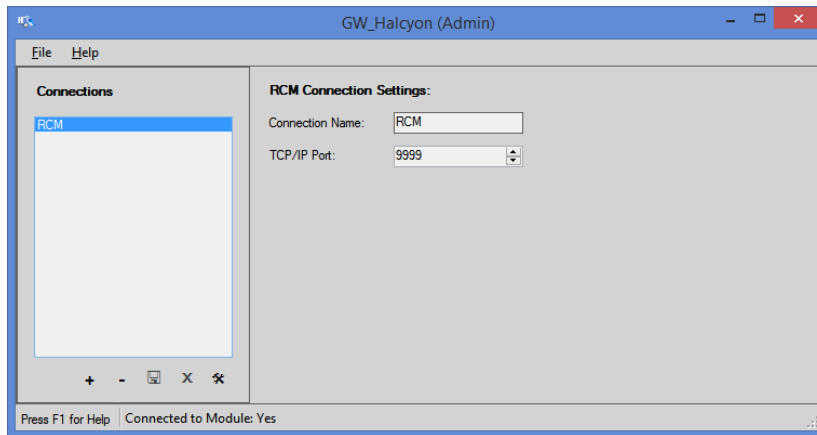 GW_Halcyon (Admin)
File Help
Connections
RCM
RCM Connection Settings:
Connection Name: RCM
TCP/IP Port: 9999
+ - X
Press F1 for Help Connected to Module: Yes